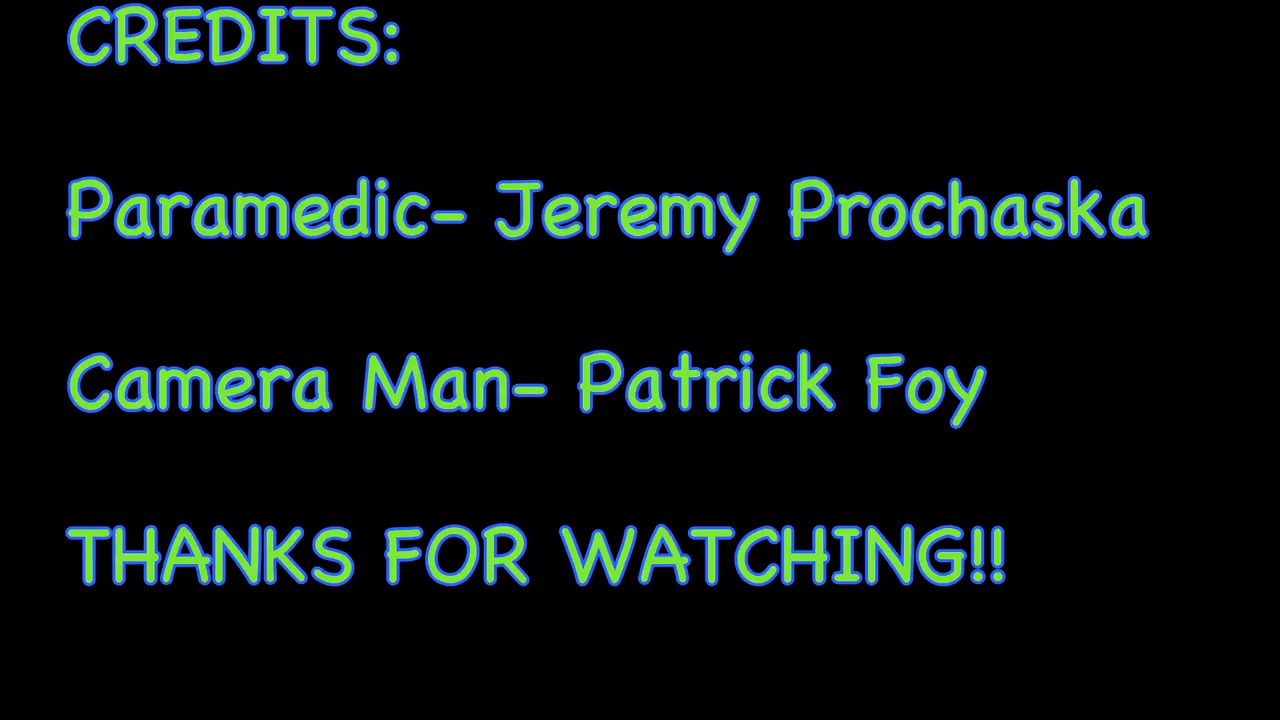 CREDITS:
Paramedic- Jeremy Prochaska
Camera Man- Patrick Foy
THANKS FOR WATCHING!!